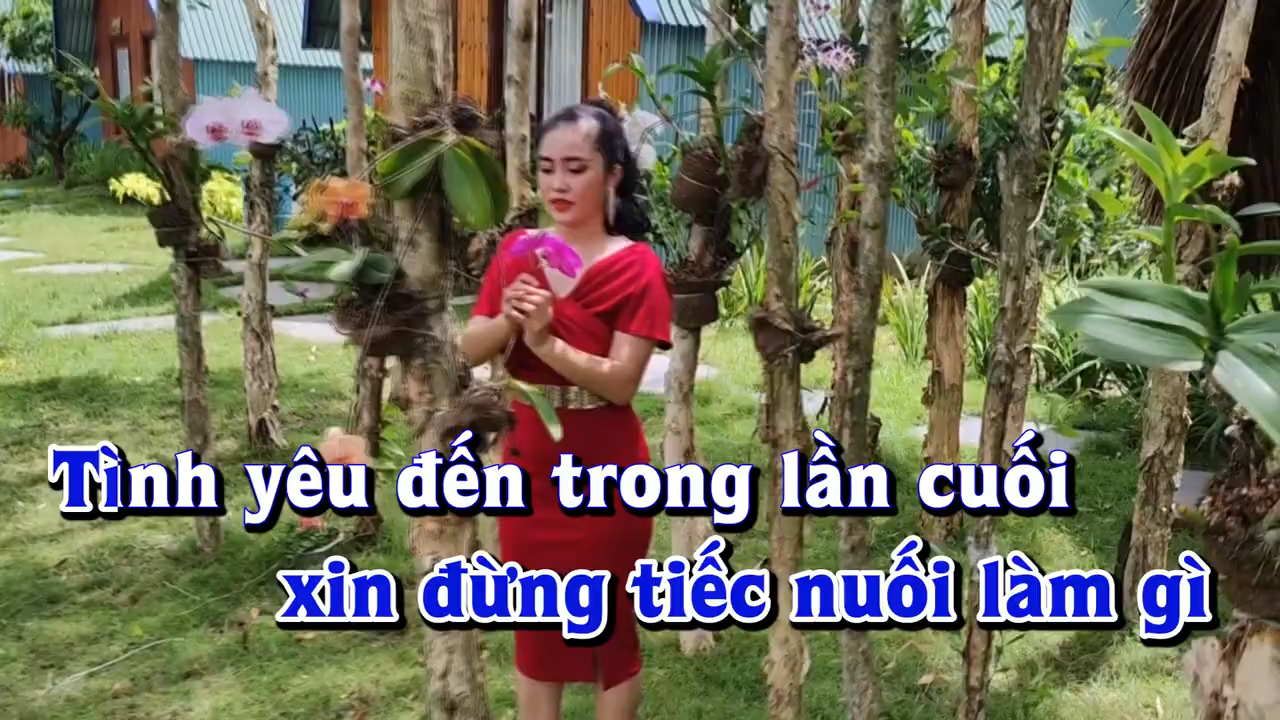 Tình yêu đến trong lần cuối
xin đừng tiếc nuối làm gì